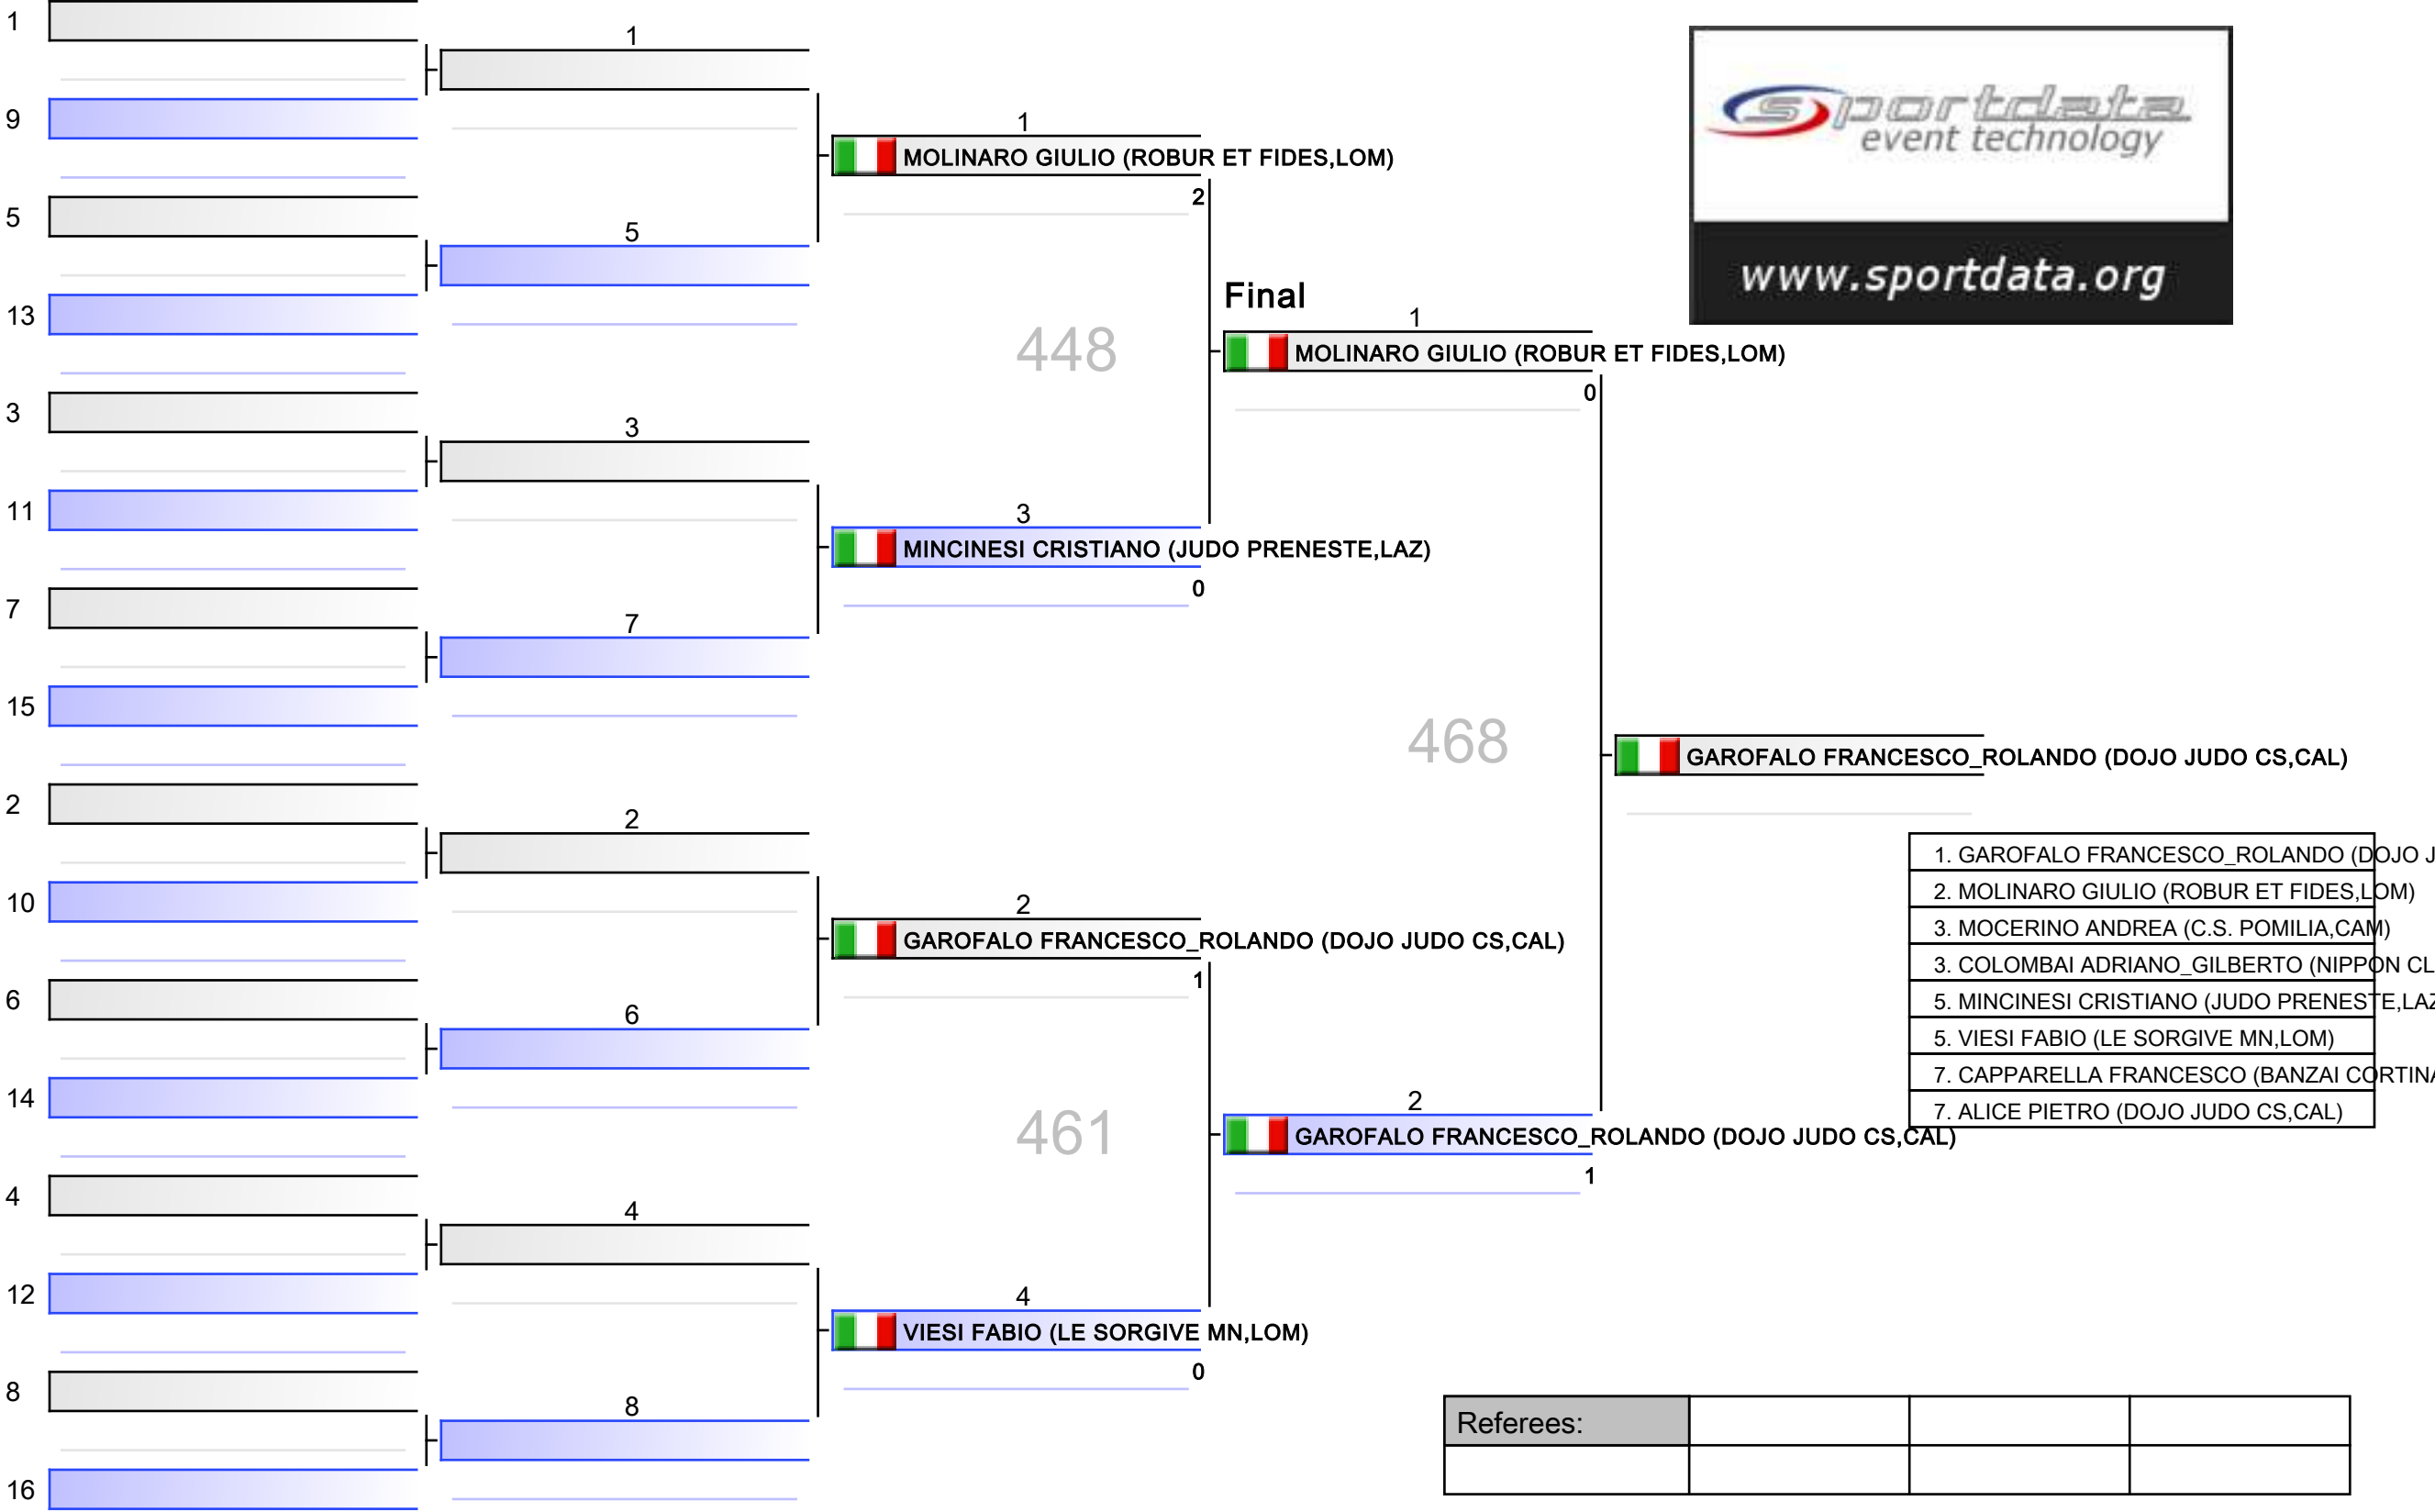 1
9
5
13
3
11
7
15
2
10
6
14
4
12
8
16
1
5
3
7
2
6
4
8
1
MOLINARO GIULIO (ROBUR ET FIDES,LOM)
2
448
3
MINCINESI CRISTIANO (JUDO PRENESTE,LAZ)
0
2
GAROFALO FRANCESCO_ROLANDO (DOJO JUDO CS,CAL)
1
461
4
VIESI FABIO (LE SORGIVE MN,LOM)
0
Final
1
MOLINARO GIULIO (ROBUR ET FIDES,LOM)
0
468
2
GAROFALO FRANCESCO_ROLANDO (DOJO JUDO CS,CAL)
1
GAROFALO FRANCESCO_ROLANDO (DOJO JUDO CS,CAL)
sportdata
event technology
www.sportdata.org
1. GAROFALO FRANCESCO_ROLANDO (DOJO J
2. MOLINARO GIULIO (ROBUR ET FIDES,LOM)
3. MOCERINO ANDREA (C.S. POMILIA,CAM)
3. COLOMBAI ADRIANO_GILBERTO (NIPPON CL
5. MINCINESI CRISTIANO (JUDO PRENESTE,LAZ
5. VIESI FABIO (LE SORGIVE MN,LOM)
7. CAPPARELLA FRANCESCO (BANZAI CORTINA
7. ALICE PIETRO (DOJO JUDO CS,CAL)
Referees: